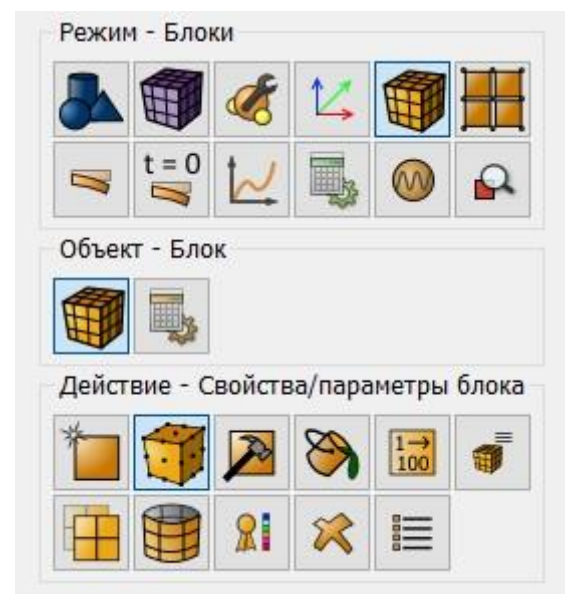 Режим - Блоки
t = 0
Объект - Блок
Действие - Свойства/параметры блока
1→
100